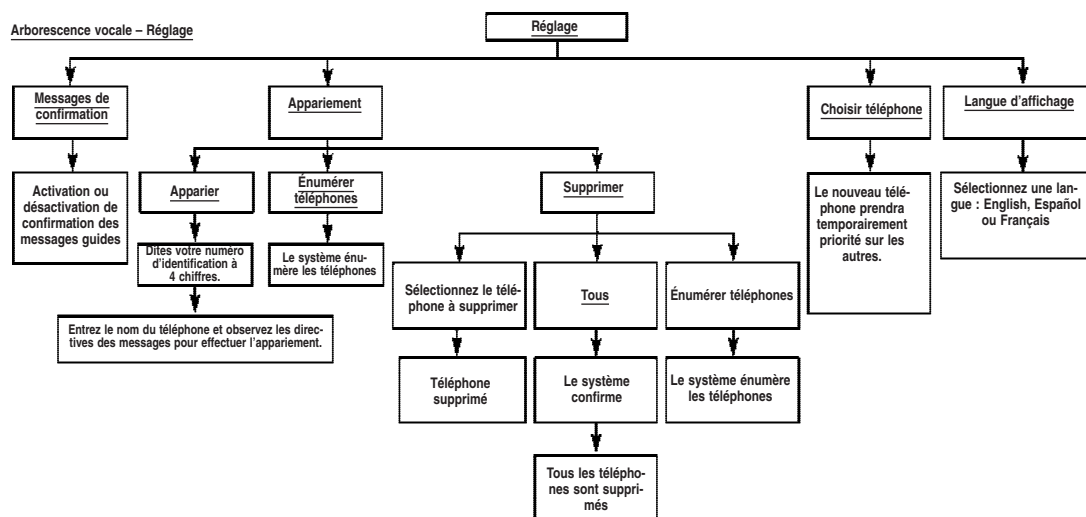 Arborescence vocale – Réglage
Réglage
Messages de
confirmation
Appariement
Choisir téléphone
Langue d'affichage
Activation ou
désactivation de
confirmation des
messages guides
Apparier
Énumérer
téléphones
Supprimer
Le nouveau télé-
phone prendra
temporairement
priorité sur les
autres.
Sélectionnez une lan-
gue : English, Español
ou Français
Dites votre numéro
d'identification à
4 chiffres.
Le système énu-
mère les téléphones
Sélectionnez le télé-
phone à supprimer
Tous
Énumérer téléphones
Entrez le nom du téléphone et observez les direc-
tives des messages pour effectuer l'appariement.
Téléphone
supprimé
Le système
confirme
Le système énumère
les téléphones
Tous les télépho-
nes sont suppri-
més